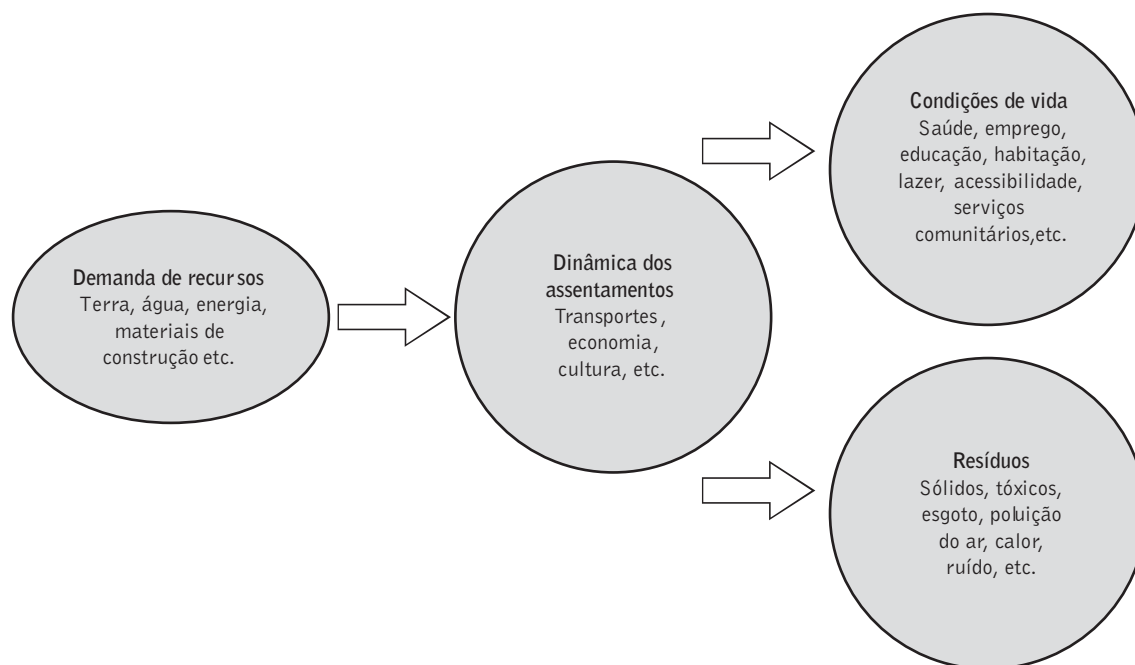 Demanda de recursos
Terra, água, energia,
materiais de
construção etc.
Dinâmica dos
assentamentos
Transportes,
economia,
cultura, etc.
Condições de vida
Saúde, emprego,
educação, habitação,
lazer, acessibilidade,
serviços
comunitários,etc.
Resíduos
Sólidos, tóxicos,
esgoto, poluição
do ar, calor,
ruído, etc.